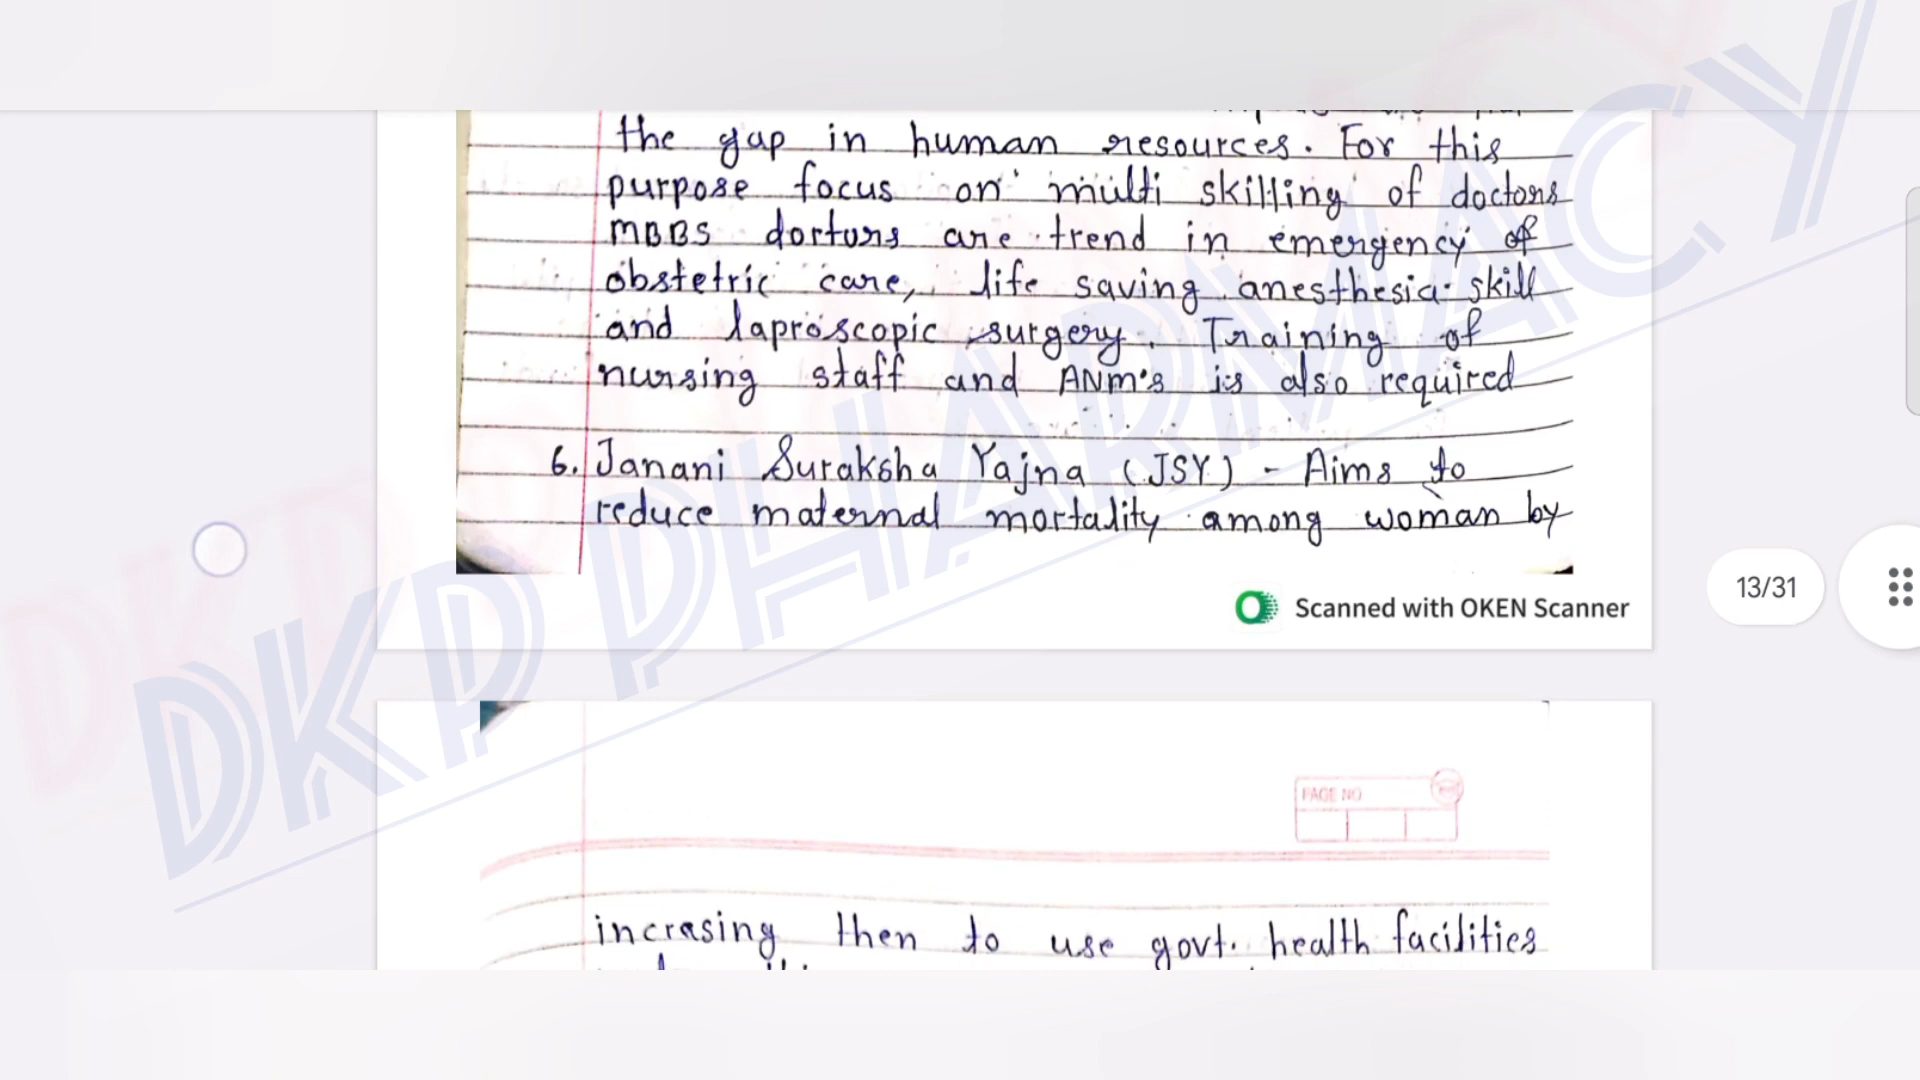 the gap in human resources. For this
purpose focus on multi skilling of doctors
MBBS dortors are trend in emergency of
obstetric care, life saving anesthesia skill
and laproscopic surgery. Training of
nursing staff and ANM's is also required
6. Janani Suraksha Yajna (JSY) - Aims to
reduce maternal mortality among woman by
Scanned with OKEN Scanner
13/31
PAGE NO
incrasing then to use govt. health facilities
DKP PHARMACY